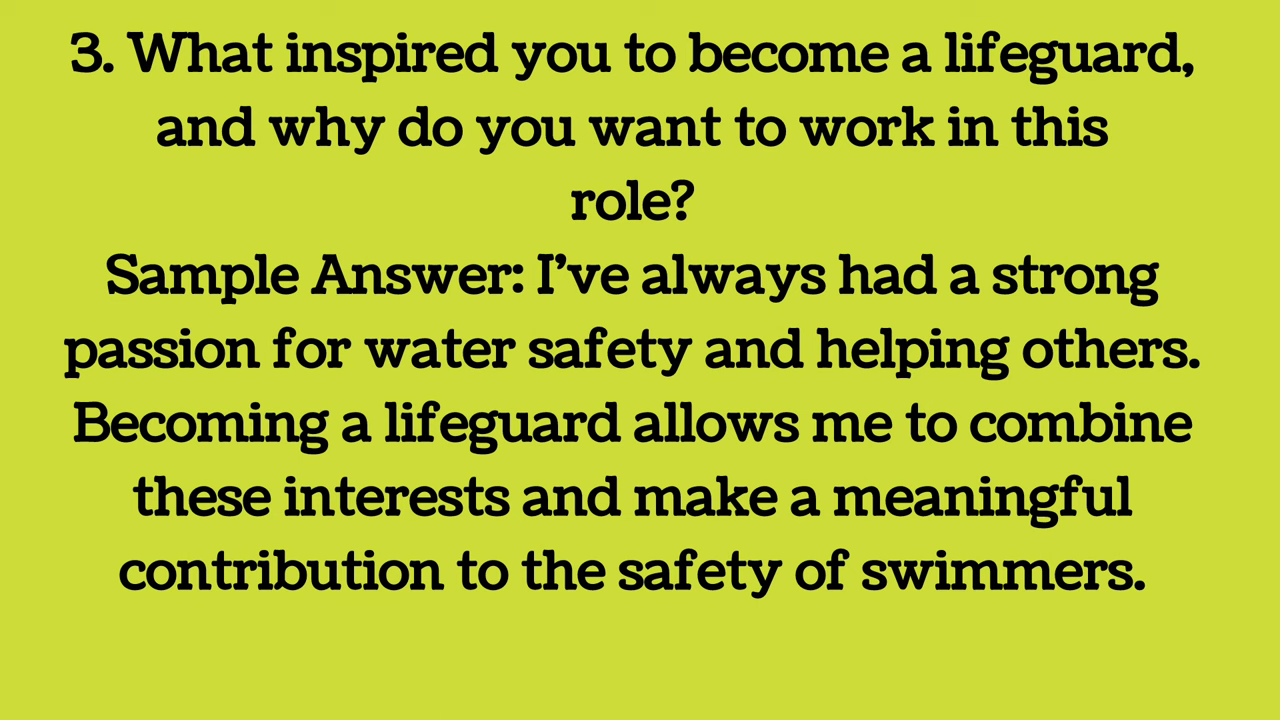 3. What inspired you to become a lifeguard,
and why do you want to work in this
role?
Sample Answer: I’ve always had a strong
passion for water safety and helping others.
Becoming a lifeguard allows me to combine
these interests and make a meaningful
contribution to the safety of swimmers.